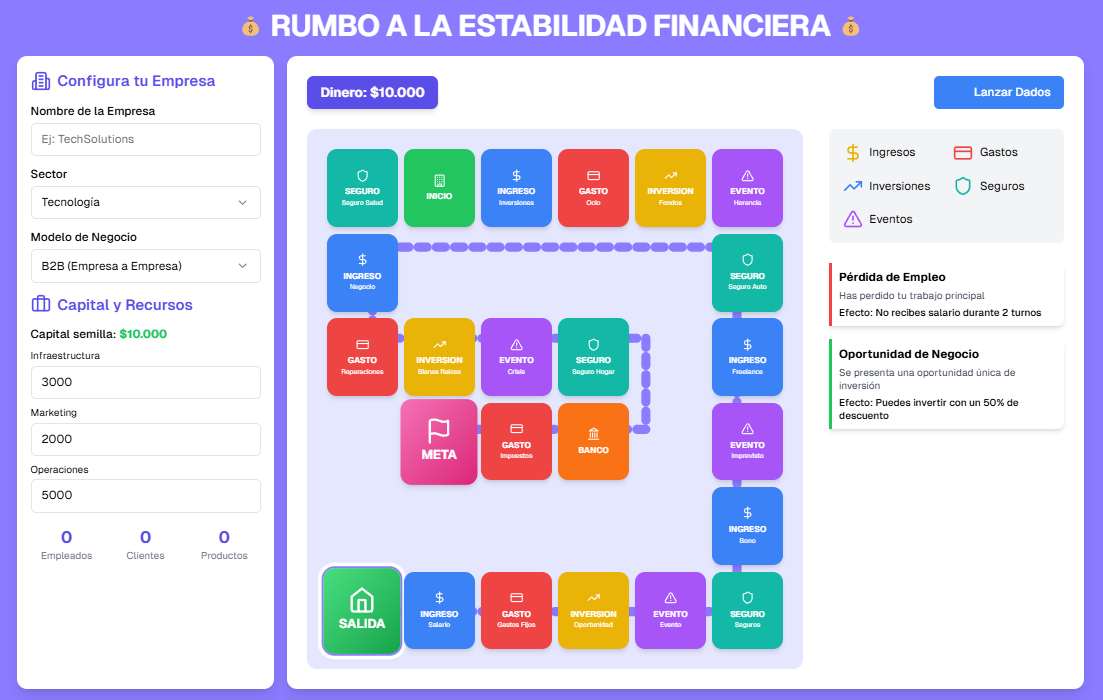 RUMBO A LA ESTABILIDAD FINANCIERA
Configura tu Empresa
Nombre de la Empresa
Ej: TechSolutions
Sector
Tecnología
Modelo de Negocio
B2B (Empresa a Empresa)
Capital y Recursos
Capital semilla: $10.000
Infraestructura
3000
Marketing
2000
Operaciones
5000
0 0 0
Empleados Clientes Productos
Dinero: $10.000
Lanzar Dados
SEGURO
Seguro Salud
INICIO
INGRESO
Inversiones
GASTO
Ocio
INVERSION
Fondos
EVENTO
Herencia
INGRESO
Negocio
SEGURO
Seguro Auto
GASTO
Reparaciones
INVERSION
Bienes Raíces
EVENTO
Crisis
SEGURO
Seguro Hogar
INGRESO
Freelance
META
GASTO
Impuestos
BANCO
EVENTO
Imprevisto
INGRESO
Bono
SALIDA
INGRESO
Salario
GASTO
Gastos Fijos
INVERSION
Oportunidad
EVENTO
Evento
SEGURO
Seguros
Ingresos Gastos
Inversiones Seguros
Eventos
Pérdida de Empleo
Has perdido tu trabajo principal
Efecto: No recibes salario durante 2 turnos
Oportunidad de Negocio
Se presenta una oportunidad única de
inversión
Efecto: Puedes invertir con un 50% de
descuento